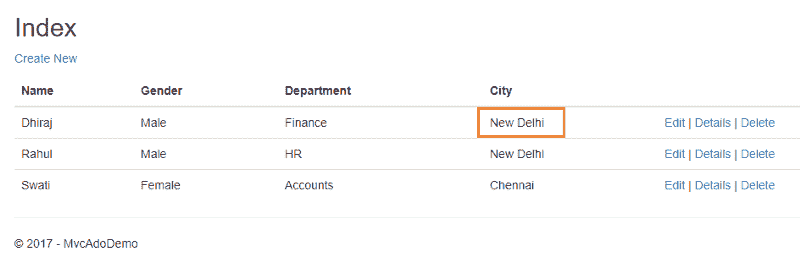 Index
Create New
Name Gender Department City
Dhiraj Male Finance New Delhi Edit | Details | Delete
Rahul Male HR New Delhi Edit | Details | Delete
Swati Female Accounts Chennai Edit | Details | Delete
© 2017 - MvcAdoDemo